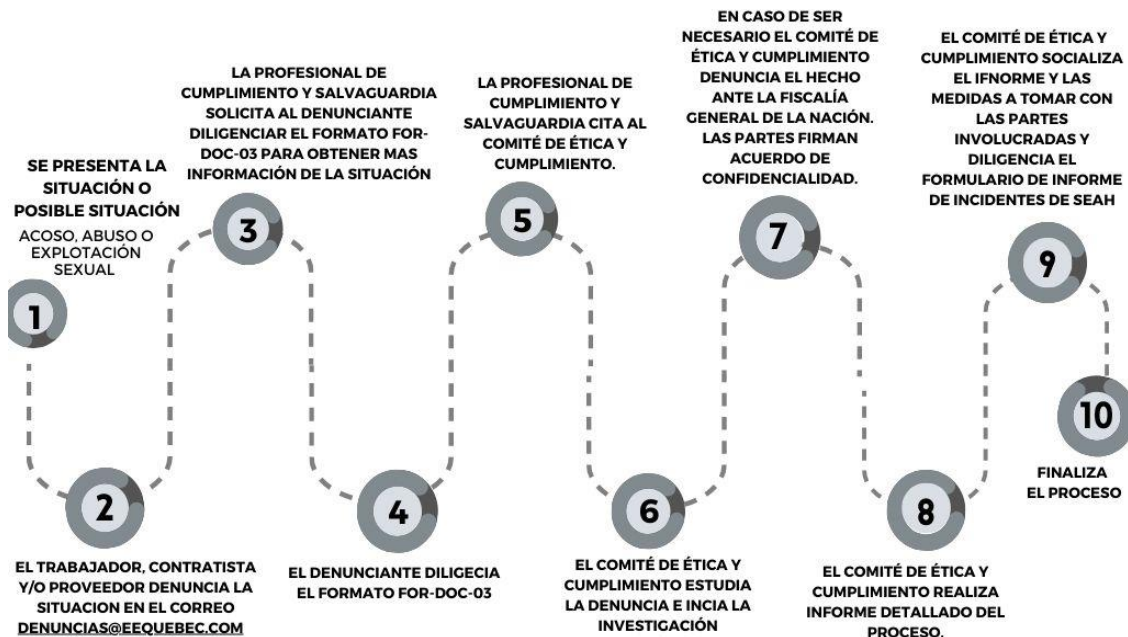 SE PRESENTA LA
SITUACIÓN O
POSIBLE SITUACIÓN
ACOSO, ABUSO O
EXPLOTACIÓN
SEXUAL
1
2
EL TRABAJADOR, CONTRATISTA
Y/O PROVEEDOR DENUNCIA LA
SITUACION EN EL CORREO
DENUNCIAS@EEQUEBEC.COM
LA PROFESIONAL DE
CUMPLIMIENTO Y SALVAGUARDIA
SOLICITA AL DENUNCIANTE
DILIGENCIAR EL FORMATO FOR-
DOC-03 PARA OBTENER MAS
INFORMACIÓN DE LA SITUACIÓN
3
4
EL DENUNCIANTE DILIGECIA
EL FORMATO FOR-DOC-03
LA PROFESIONAL DE
CUMPLIMIENTO Y
SALVAGUARDIA CITA AL
COMITÉ DE ÉTICA Y
CUMPLIMIENTO.
5
6
EL COMITÉ DE ÉTICA Y
CUMPLIMIENTO ESTUDIA
LA DENUNCIA E INCIA LA
INVESTIGACIÓN
EN CASO DE SER
NECESARIO EL COMITÉ DE
ÉTICA Y CUMPLIMIENTO
DENUNCIA EL HECHO
ANTE LA FISCALÍA
GENERAL DE LA NACIÓN.
LAS PARTES FIRMAN
ACUERDO DE
CONFIDENCIALIDAD.
7
8
EL COMITÉ DE ÉTICA Y
CUMPLIMIENTO REALIZA
INFORME DETALLADO DEL
PROCESO.
EL COMITÉ DE ÉTICA Y
CUMPLIMIENTO SOCIALIZA
EL IFNORME Y LAS
MEDIDAS A TOMAR CON
LAS PARTES
INVOLUCRADAS Y
DILIGENCIA EL
FORMULARIO DE INFORME
DE INCIDENTES DE SEAH
9
10
FINALIZA
EL PROCESO